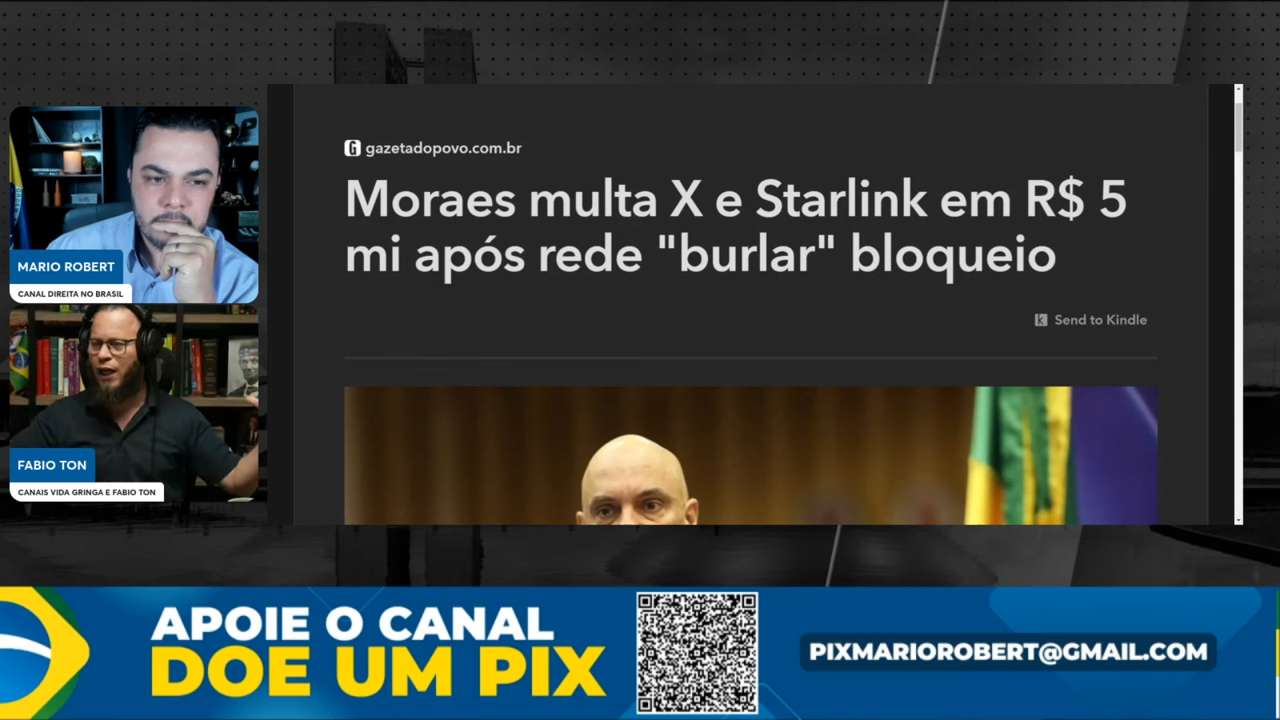 gazetadopovo.com.br
Moraes multa X e Starlink em R$ 5
mi após rede "burlar" bloqueio
Send to Kindle
MARIO ROBERT
CANAL DIREITA NO BRASIL
FABIO TON
CANAIS VIDA GRINGA E FABIO TON
APOIE O CANAL
DOE UM PIX
PIXMARIOROBERT@GMAIL.COM